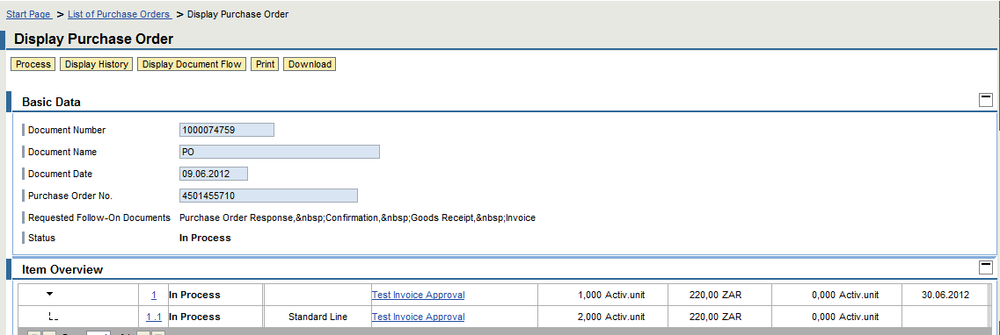 Start Page > List of Purchase Orders > Display Purchase Order
Display Purchase Order
Process Display History Display Document Flow Print Download
Basic Data
Document Number 1000074759
Document Name PO
Document Date 09.06.2012
Purchase Order No. 4501455710
Requested Follow-On Documents Purchase Order Response,&nbsp;Confirmation,&nbsp;Goods Receipt,&nbsp;Invoice
Status In Process
Item Overview
1 In Process Test Invoice Approval 1,000 Activ.unit 220,00 ZAR 0,000 Activ.unit 30.06.2012
1 .1 In Process Standard Line Test Invoice Approval 2,000 Activ.unit 220,00 ZAR 0,000 Activ.unit